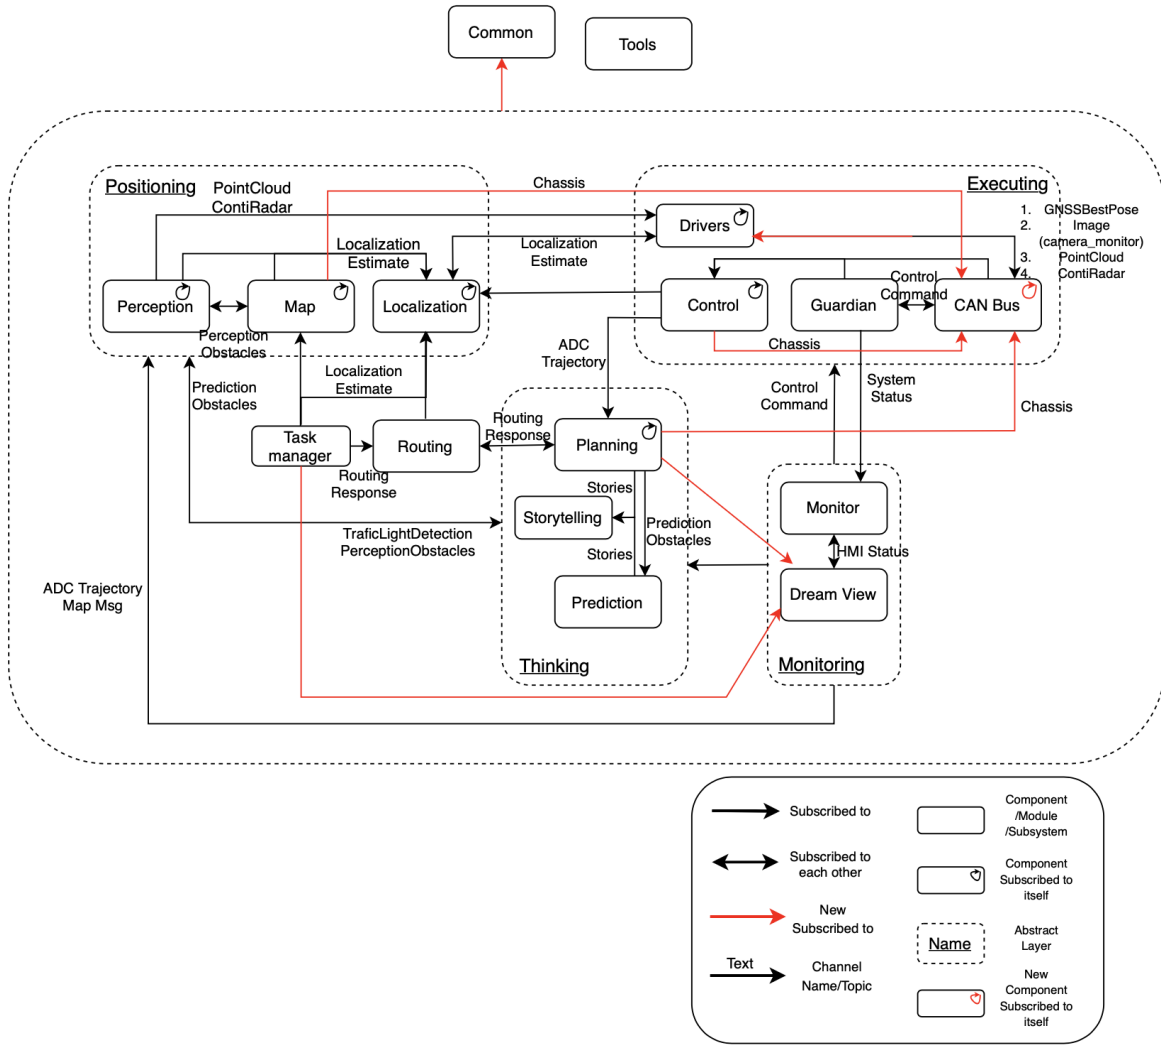 Common
Tools
Positioning
PointCloud
ContiRadar
Chassis
Executing
Drivers
1. GNSSBestPose
2. Image
(camera_monitor)
3. PointCloud
4. ContiRadar
Localization
Estimate
Localization
Estimate
Perception
Map
Localization
Control
Guardian
Control
Command
CAN Bus
Perception
Obstacles
Chassis
ADC
Trajectory
Localization
Estimate
Prediction
Obstacles
Control
Command
System
Status
Chassis
Task
manager
Routing
Routing
Response
Planning
Routing
Response
Stories
Storytelling
Prediction
Obstacles
Monitor
TraficLightDetection
PerceptionObstacles
Stories
HMI Status
ADC Trajectory
Map Msg
Prediction
Dream View
Thinking
Monitoring
Subscribed to
Component
/Module
/Subsystem
Subscribed to
each other
Component
Subscribed to
itself
New
Subscribed to
Name
Abstract
Layer
Text
Channel
Name/Topic
New
Component
Subscribed to
itself